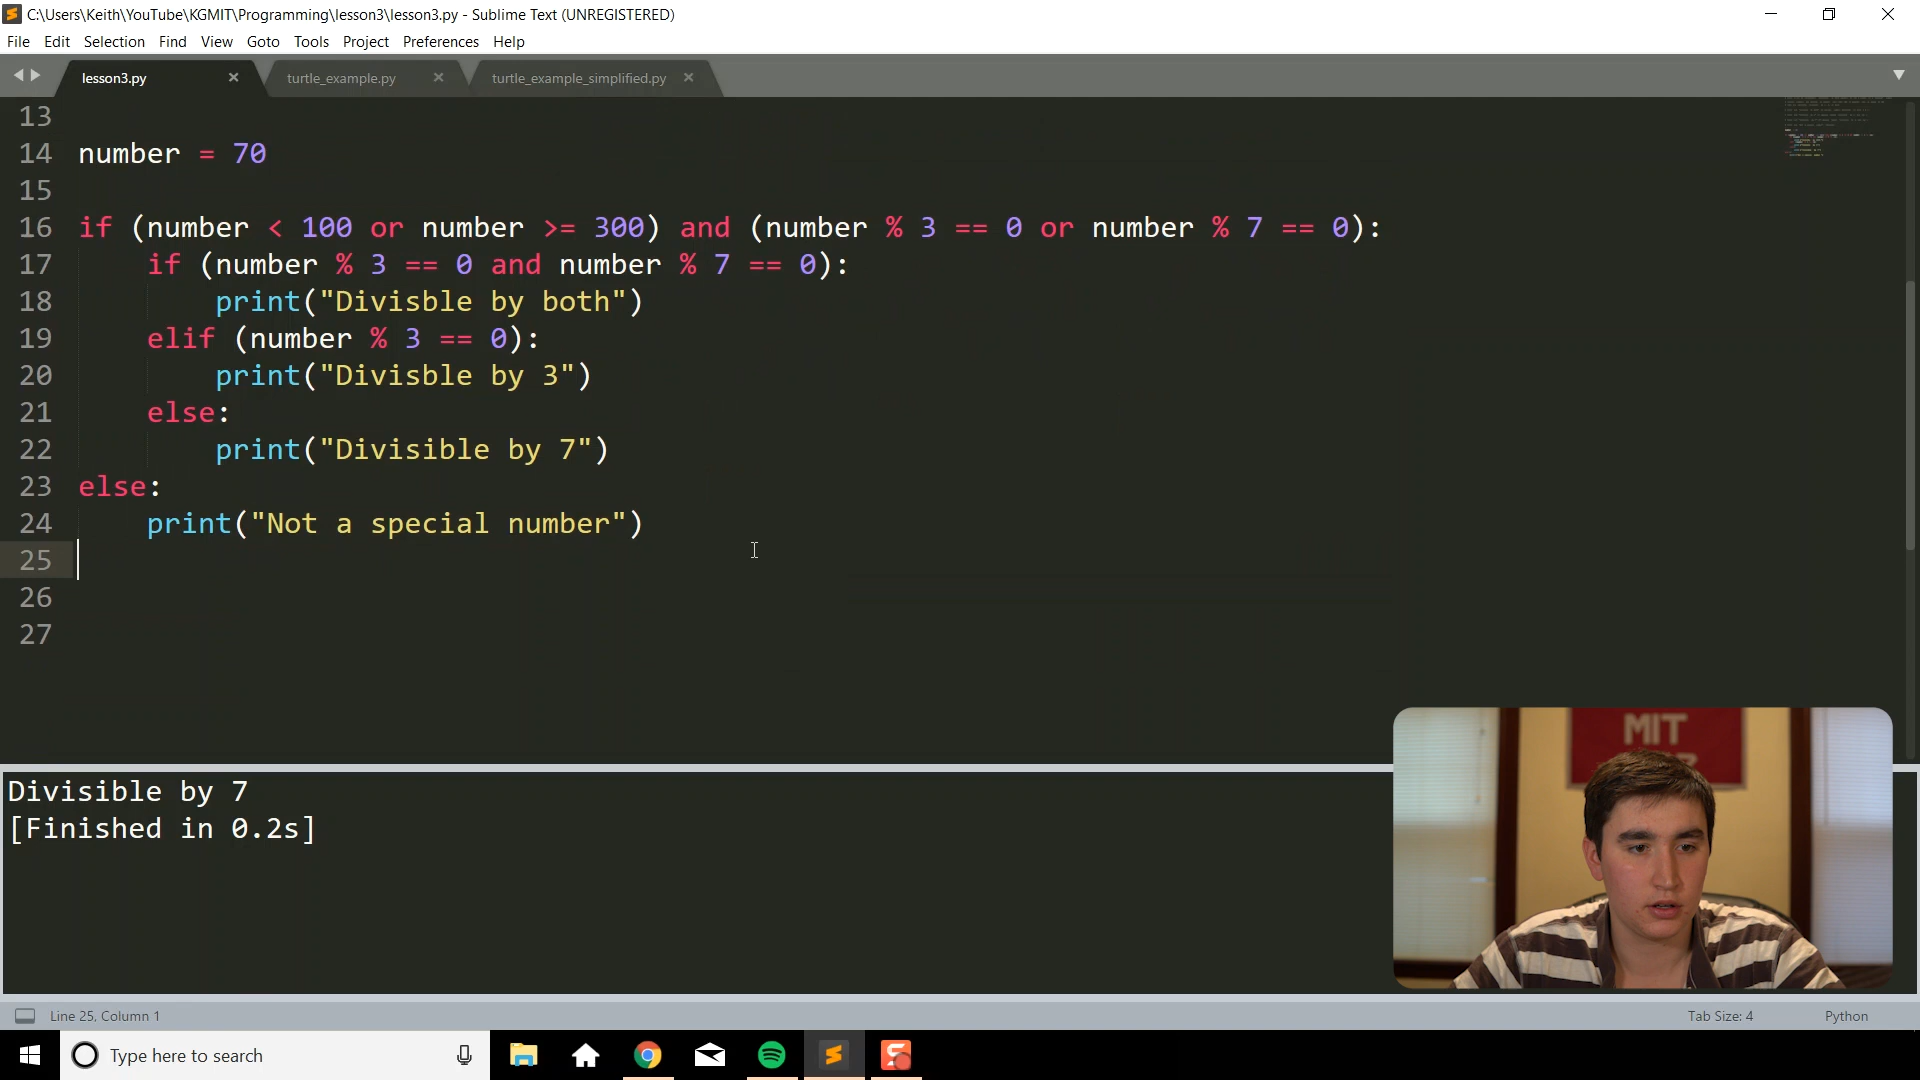 C:\Users\Keith\YouTube\KGMIT\Programming\lesson3\lesson3.py - Sublime Text (UNREGISTERED)
File Edit Selection Find View Goto Tools Project Preferences Help
lesson3.py turtle_example.py turtle_example_simplified.py
13
14 number = 70
15
16 if (number < 100 or number >= 300) and (number % 3 == 0 or number % 7 == 0):
17 if (number % 3 == 0 and number % 7 == 0):
18 print("Divisble by both")
19 elif (number % 3 == 0):
20 print("Divisble by 3")
21 else:
22 print("Divisible by 7")
23 else:
24 print("Not a special number")
25
26
27
MIT
Divisible by 7
[Finished in 0.2s]
Line 25, Column 1 Tab Size: 4 Python
Type here to search